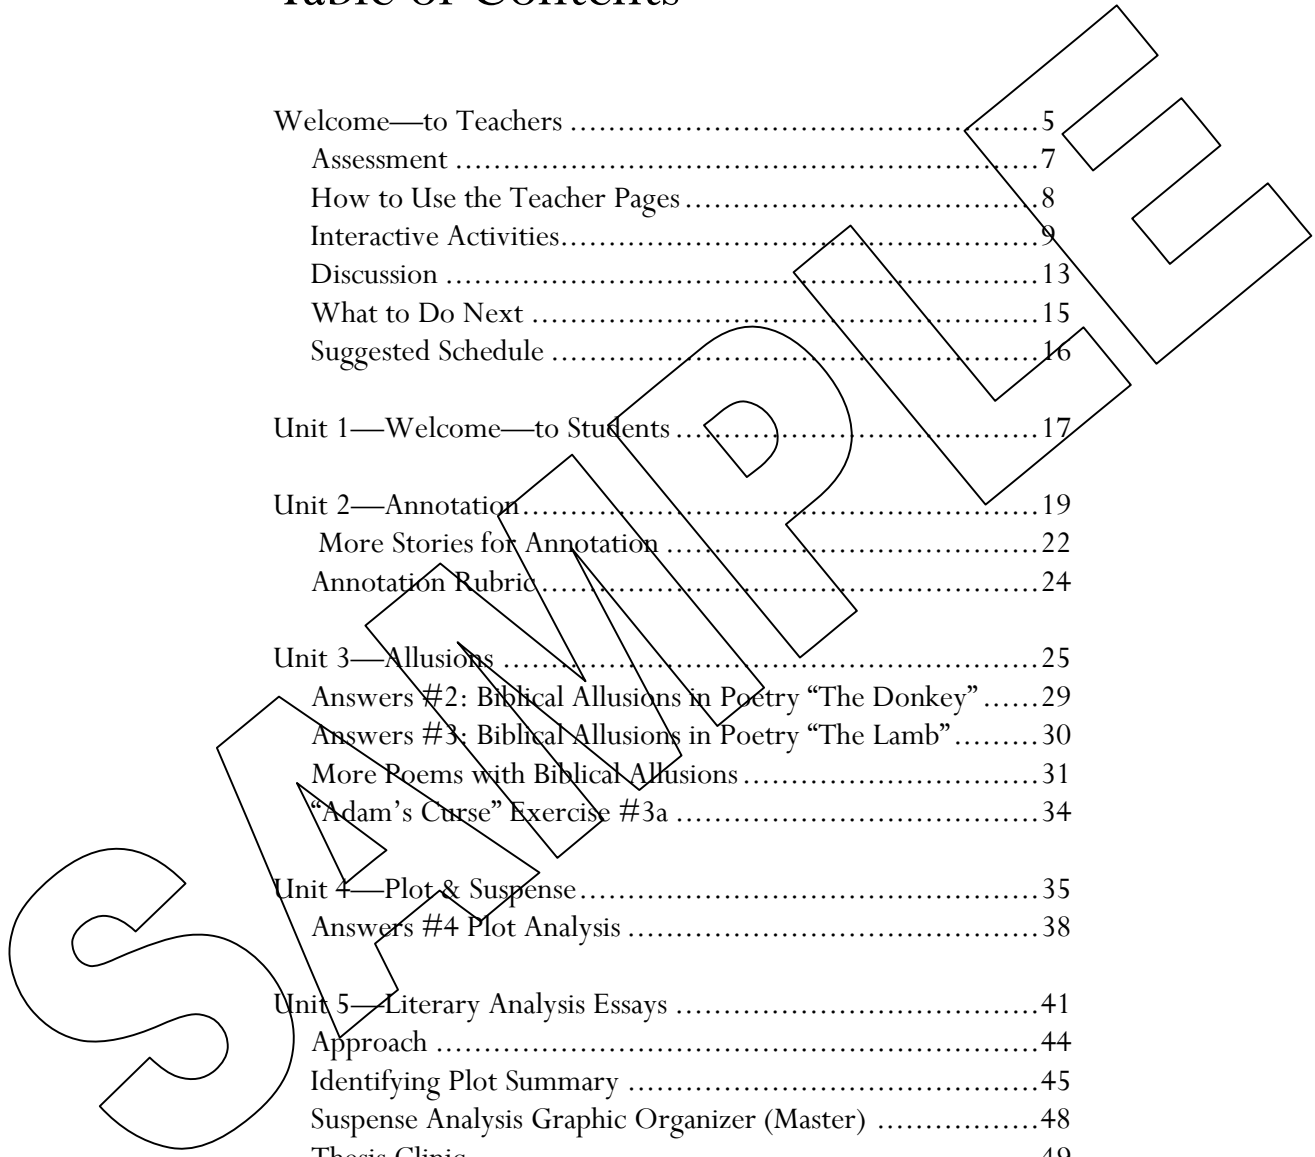 Table of Contents
Welcome—to Teachers ................................................5
Assessment ................................................7
How to Use the Teacher Pages................................................8
Interactive Activities................................................9
Discussion ................................................13
What to Do Next ................................................15
Suggested Schedule ................................................16
Unit 1—Welcome—to Students ................................................17
Unit 2—Annotation................................................19
More Stories for Annotation ................................................22
Annotation Rubric................................................24
Unit 3—Allusions ................................................25
Answers #2: Biblical Allusions in Poetry “The Donkey” ......29
Answers #3: Biblical Allusions in Poetry “The Lamb”.......30
More Poems with Biblical Allusions................................................31
“Adam’s Curse” Exercise #3a ................................................34
Unit 4—Plot & Suspense................................................35
Answers #4 Plot Analysis ................................................38
Unit 5—Literary Analysis Essays ................................................41
Approach ................................................44
Identifying Plot Summary ................................................45
Suspense Analysis Graphic Organizer (Master) ..............48
Thesis Clinic ................................................49
SAMPLE